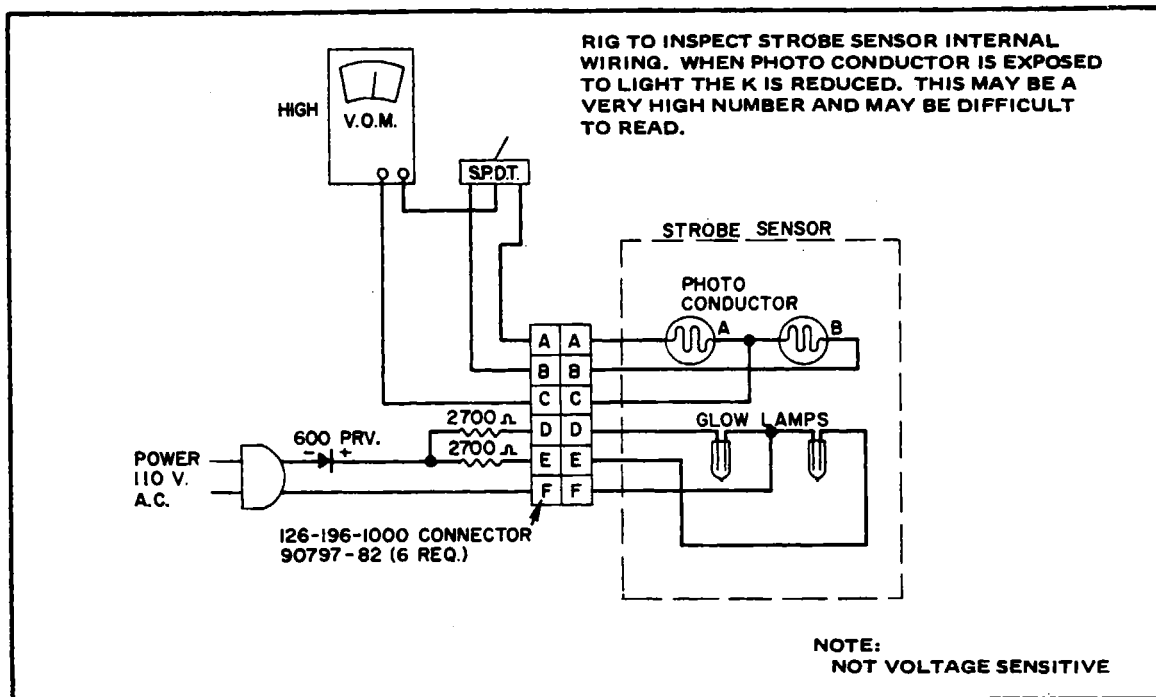 RIG TO INSPECT STROBE SENSOR INTERNAL
WIRING. WHEN PHOTO CONDUCTOR IS EXPOSED
TO LIGHT THE K IS REDUCED. THIS MAY BE A
VERY HIGH NUMBER AND MAY BE DIFFICULT
TO READ.
HIGH
V.O.M.
S.P.D.T.
STROBE SENSOR
PHOTO
CONDUCTOR
A
B
A A
B B
C C
D D
E E
F F
2700 Ω
2700 Ω
GLOW LAMPS
600 PRV.
- +
POWER
110 V.
A.C.
126-196-1000 CONNECTOR
90797-82 (6 REQ.)
NOTE:
NOT VOLTAGE SENSITIVE